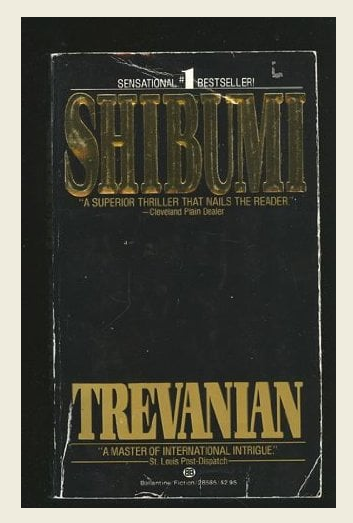 SENSATIONAL #1 BESTSELLER!
SHIBUMI
"A SUPERIOR THRILLER THAT NAILS THE READER."
—Cleveland Plain Dealer
TREVANIAN
"A MASTER OF INTERNATIONAL INTRIGUE."
St. Louis Post-Dispatch
BB
Ballantine/Fiction/28585/$2.95